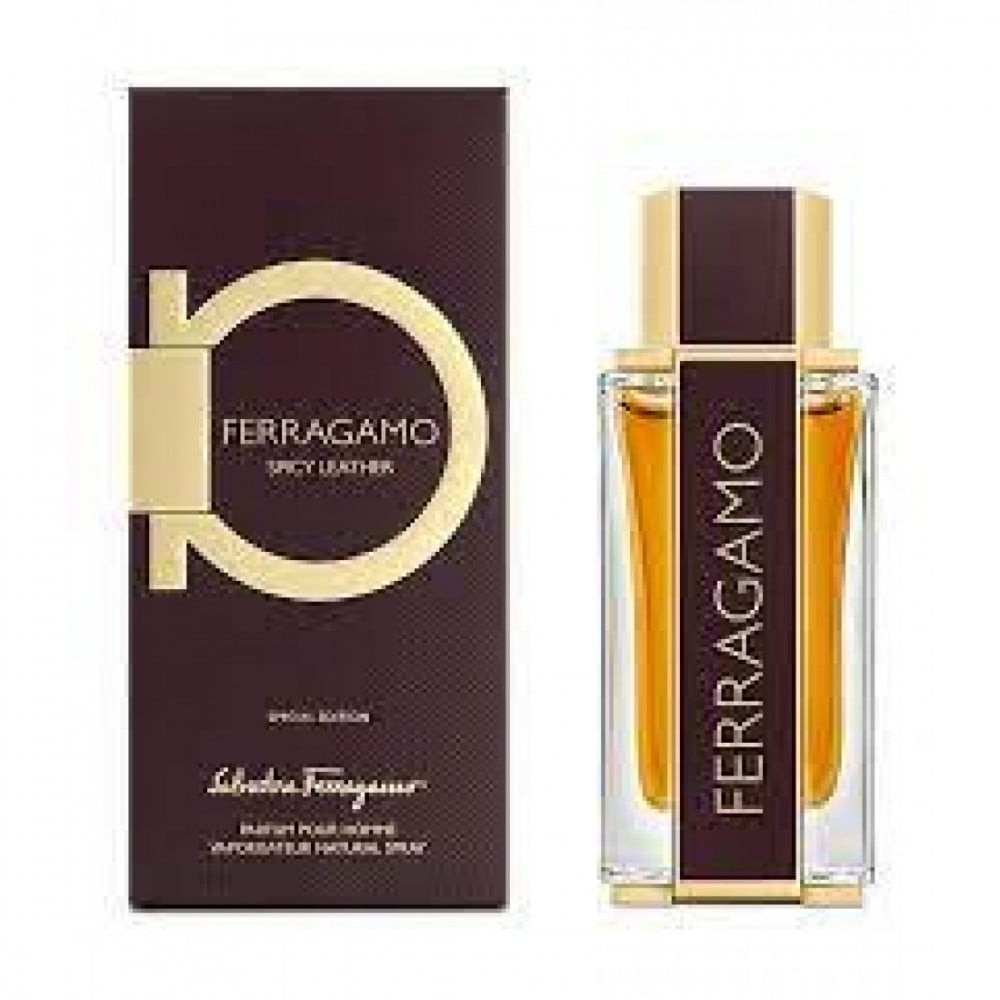 FERRAGAMO
SPICY LEATHER
SPECIAL EDITION
Salvatore Ferragamo
PARFUM POUR HOMME
VAPORISATEUR NATURAL SPRAY
FERRAGAMO